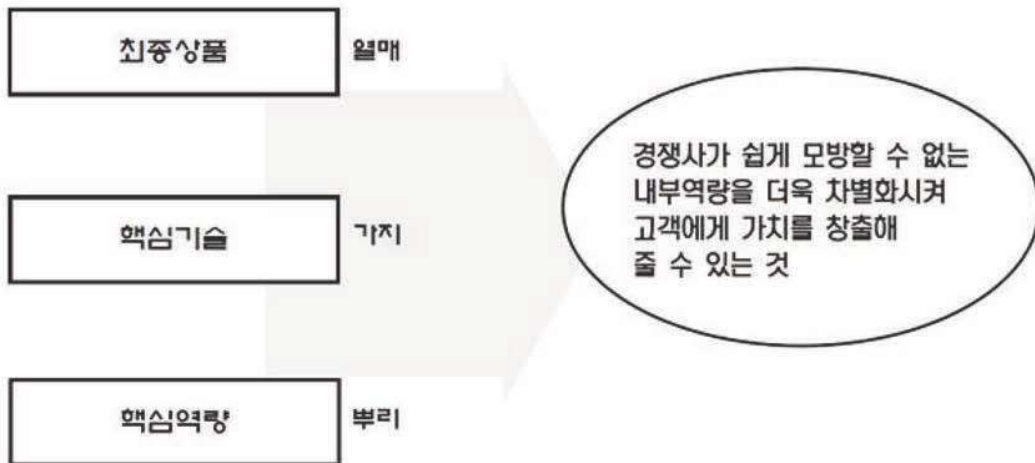 최종상품 열매
핵심기술 가지
핵심역량 뿌리
경쟁사가 쉽게 모방할 수 없는
내부역량을 더욱 차별화시켜
고객에게 가치를 창출해
줄 수 있는 것